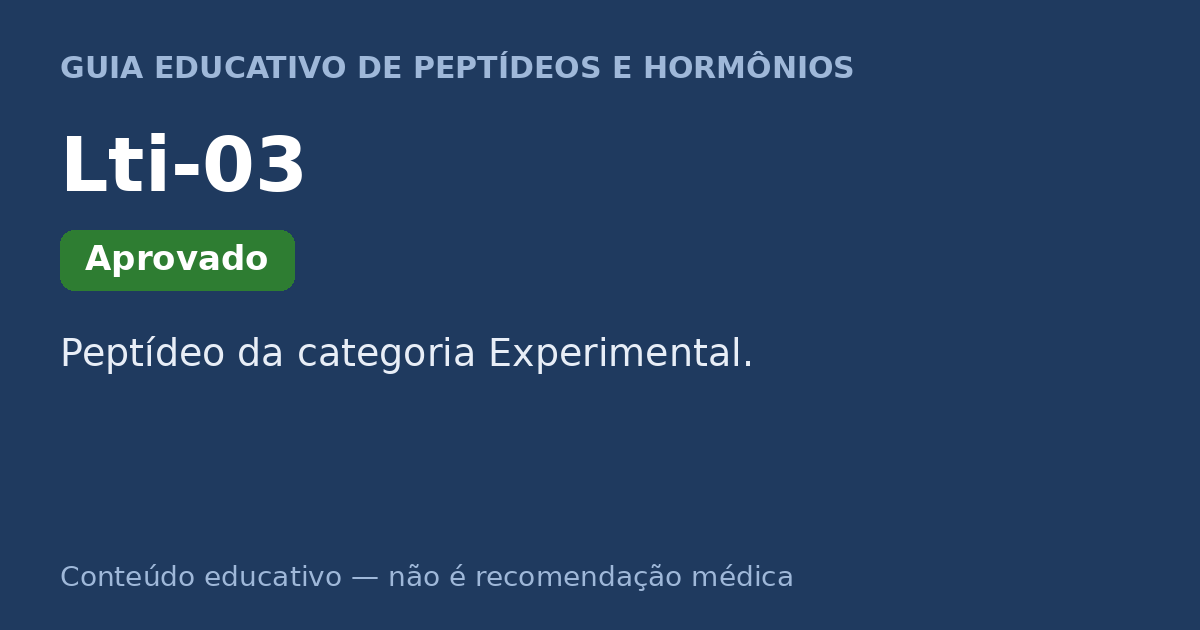 GUIA EDUCATIVO DE PEPTÍDEOS E HORMÔNIOS
Lti-03
Aprovado
Peptídeo da categoria Experimental.
Conteúdo educativo — não é recomendação médica